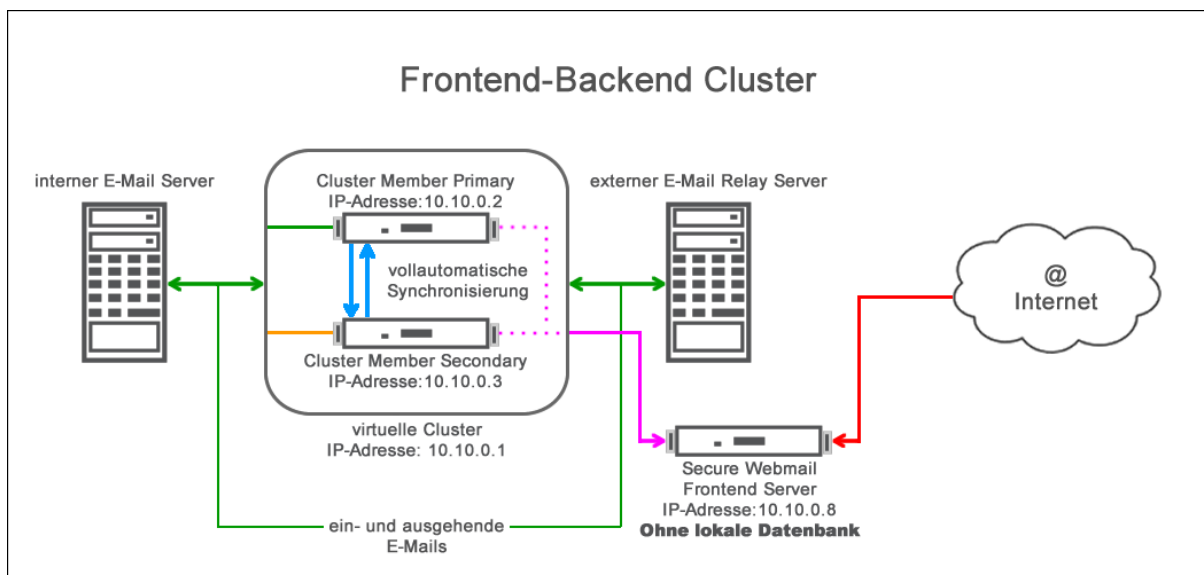 Frontend-Backend Cluster
interner E-Mail Server
Cluster Member Primary
IP-Adresse:10.10.0.2
externer E-Mail Relay Server
vollautomatische
Synchronisierung
@
Internet
Cluster Member Secondary
IP-Adresse:10.10.0.3
virtuelle Cluster
IP-Adresse: 10.10.0.1
Secure Webmail
Frontend Server
IP-Adresse:10.10.0.8
Ohne lokale Datenbank
ein- und ausgehende
E-Mails